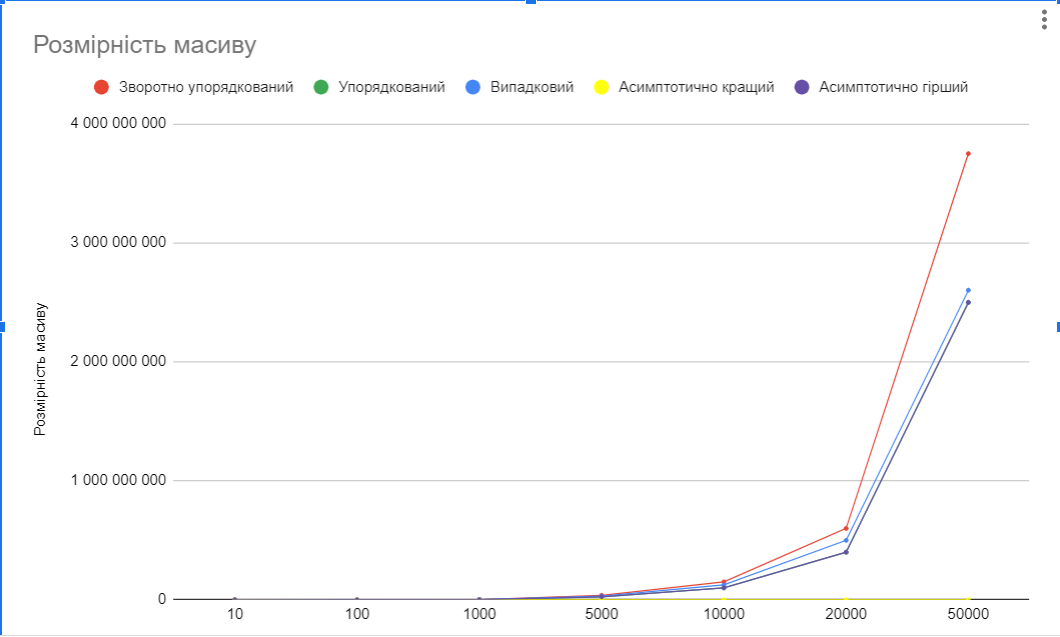 Розмірність масиву
Зворотно упорядкований Упорядкований Випадковий Асимптотично кращий Асимптотично гірший
4 000 000 000
3 000 000 000
2 000 000 000
1 000 000 000
0
Розмірність масиву
10 100 1000 5000 10000 20000 50000